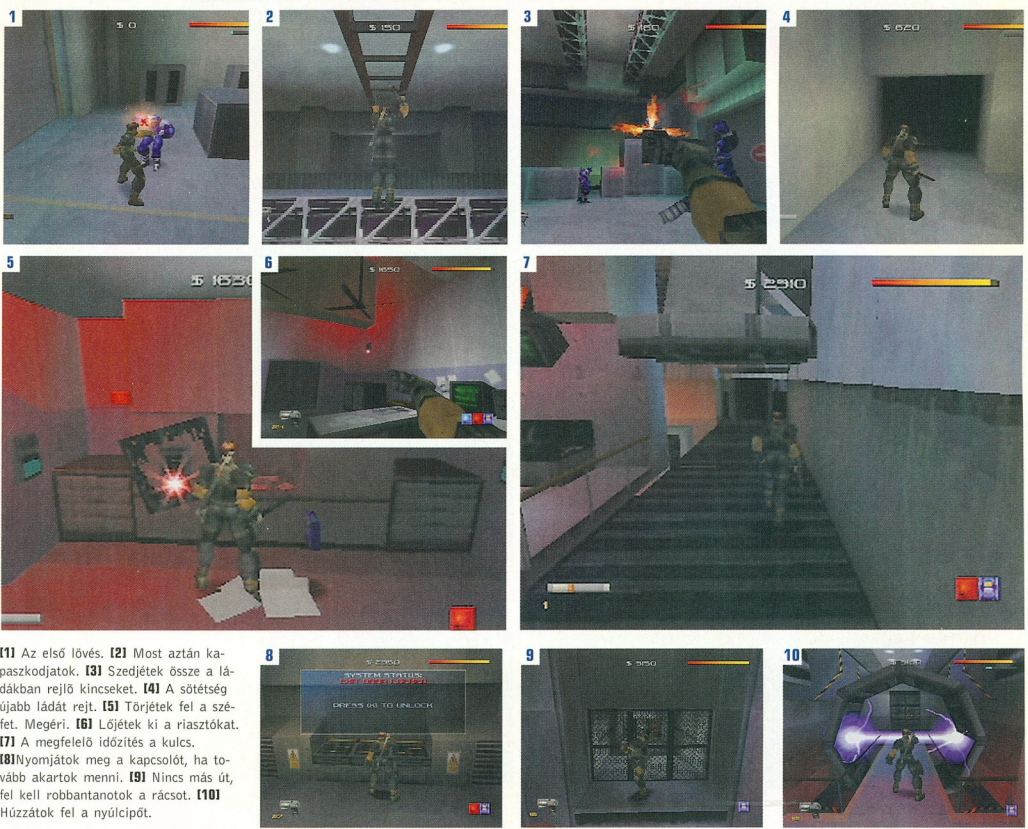 1
2
3
4
$ 0
$ 150
$ 160
$ 620
5
6
7
$ 1630
$ 1650
$ 2910
1
[1] Az első lövés. [2] Most aztán ka-
paszkodjatok. [3] Szedjétek össze a lá-
dákban rejlő kincseket. [4] A sötétség
újabb ládát rejt. [5] Törjétek fel a szé-
fet. Megéri. [6] Lőjétek ki a riasztókat.
[7] A megfelelő időzítés a kulcs.
[8]Nyomjátok meg a kapcsolót, ha to-
vább akartok menni. [9] Nincs más út,
fel kell robbantanotok a rácsot. [10]
Húzzátok fel a nyúlcipőt.
8
9
10
SYSTEM STATUS:
PRESS (X) TO UNLOCK